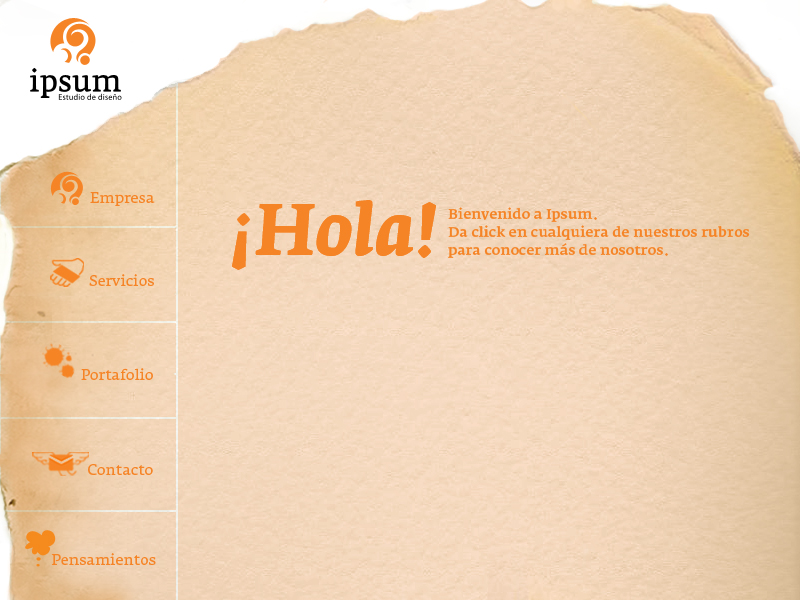 ipsum
Estudio de diseño
Empresa
Servicios
Portafolio
Contacto
Pensamientos
¡Hola!
Bienvenido a Ipsum.
Da click en cualquiera de nuestros rubros
para conocer más de nosotros.